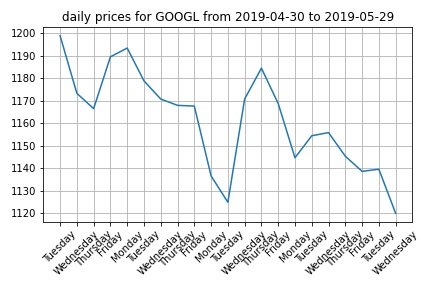 daily prices for GOOGL from 2019-04-30 to 2019-05-29
1200
1190
1180
1170
1160
1150
1140
1130
1120
Tuesday
Wednesday
Thursday
Friday
Monday
Tuesday
Wednesday
Thursday
Friday
Monday
Tuesday
Wednesday
Thursday
Friday
Monday
Tuesday
Wednesday
Thursday
Friday
Tuesday
Wednesday